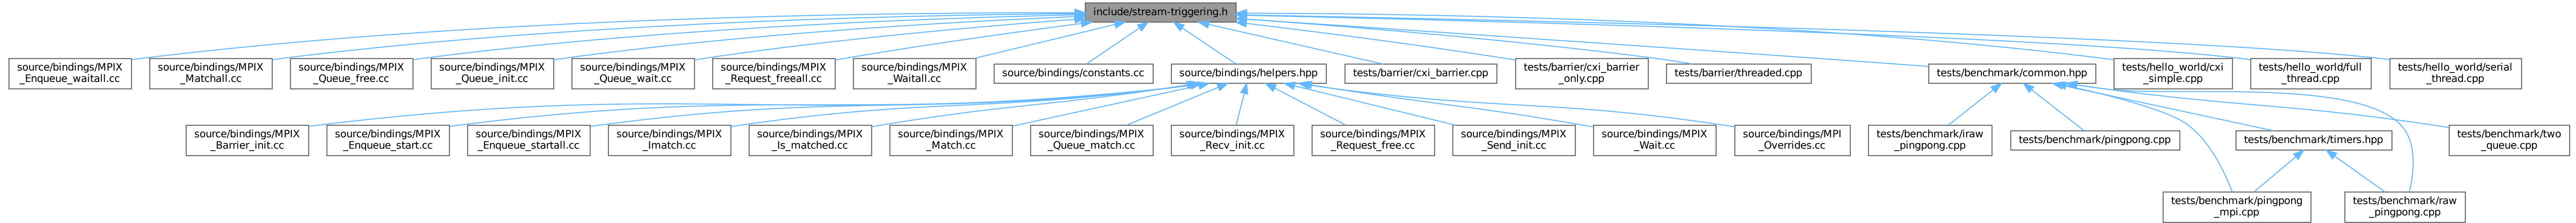 include/stream-triggering.h
source/bindings/MPIX
_Enqueue_waitall.cc
source/bindings/MPIX
_Matchall.cc
source/bindings/MPIX
_Queue_free.cc
source/bindings/MPIX
_Queue_init.cc
source/bindings/MPIX
_Queue_wait.cc
source/bindings/MPIX
_Request_freeall.cc
source/bindings/MPIX
_Waitall.cc
source/bindings/constants.cc
source/bindings/helpers.hpp
tests/barrier/cxi_barrier.cpp
tests/barrier/cxi_barrier
_only.cpp
tests/barrier/threaded.cpp
tests/benchmark/common.hpp
tests/hello_world/cxi
_simple.cpp
tests/hello_world/full
_thread.cpp
tests/hello_world/serial
_thread.cpp
source/bindings/MPIX
_Barrier_init.cc
source/bindings/MPIX
_Enqueue_start.cc
source/bindings/MPIX
_Enqueue_startall.cc
source/bindings/MPIX
_Imatch.cc
source/bindings/MPIX
_Is_matched.cc
source/bindings/MPIX
_Match.cc
source/bindings/MPIX
_Queue_match.cc
source/bindings/MPIX
_Recv_init.cc
source/bindings/MPIX
_Request_free.cc
source/bindings/MPIX
_Send_init.cc
source/bindings/MPIX
_Wait.cc
source/bindings/MPI
_Overrides.cc
tests/benchmark/iraw
_pingpong.cpp
tests/benchmark/pingpong.cpp
tests/benchmark/timers.hpp
tests/benchmark/two
_queue.cpp
tests/benchmark/pingpong
_mpi.cpp
tests/benchmark/raw
_pingpong.cpp